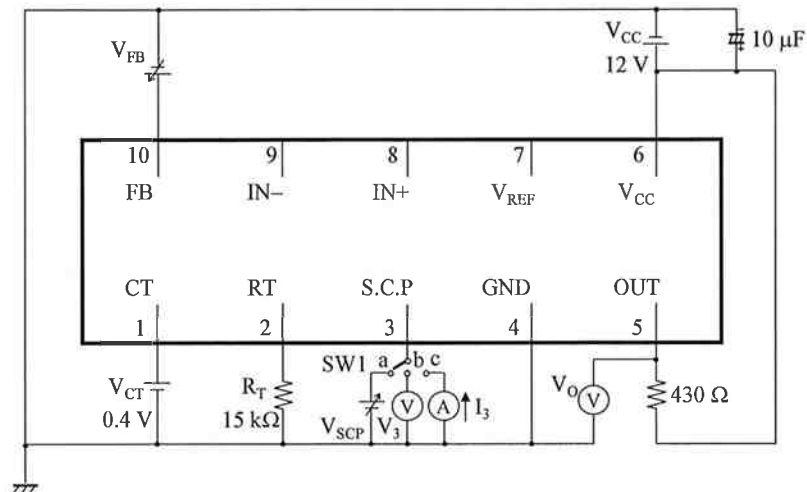 V_CC
10 μF
V_FB
12 V
10 9 8 7 6
FB IN– IN+ V_REF V_CC
CT RT S.C.P GND OUT
1 2 3 4 5
SW1 a b c
V_CT
0.4 V
R_T
15 kΩ
V_SCP
V
V_3
A
I_3
V_O
V
430 Ω